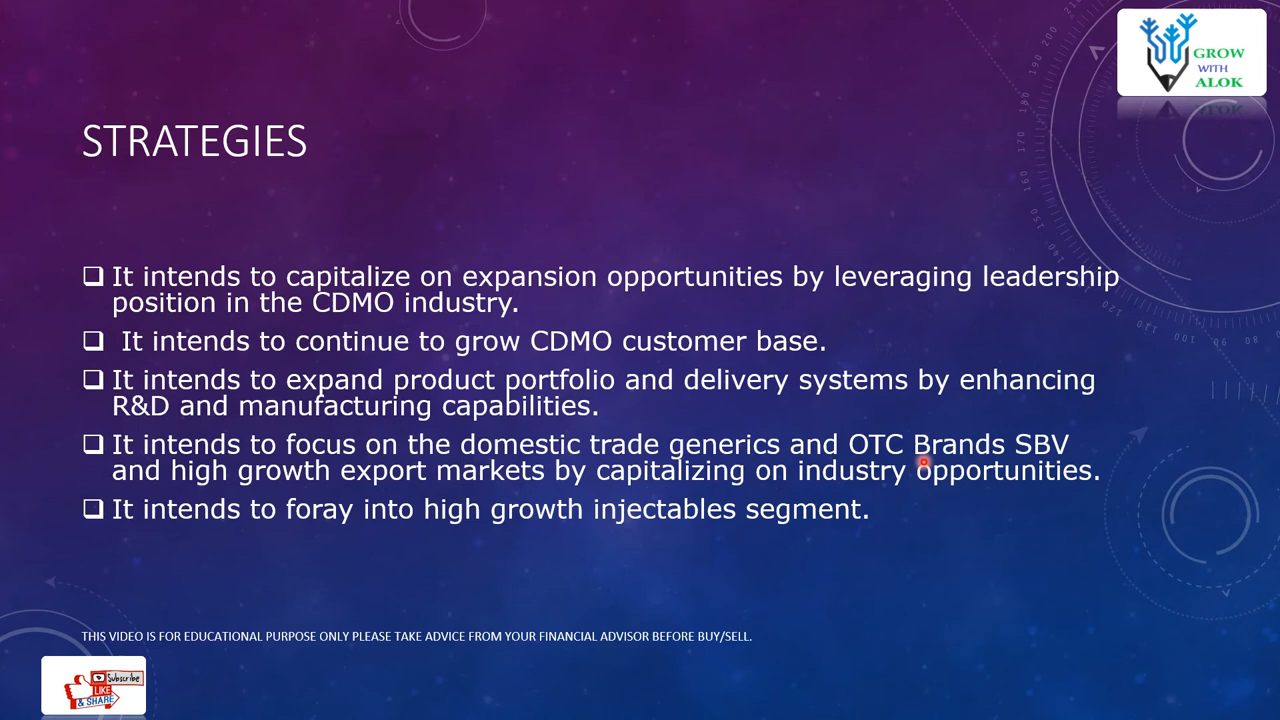 GROW
WITH
ALOK
STRATEGIES
It intends to capitalize on expansion opportunities by leveraging leadership
position in the CDMO industry.
It intends to continue to grow CDMO customer base.
It intends to expand product portfolio and delivery systems by enhancing
R&D and manufacturing capabilities.
It intends to focus on the domestic trade generics and OTC Brands SBV
and high growth export markets by capitalizing on industry opportunities.
It intends to foray into high growth injectables segment.
THIS VIDEO IS FOR EDUCATIONAL PURPOSE ONLY PLEASE TAKE ADVICE FROM YOUR FINANCIAL ADVISOR BEFORE BUY/SELL.
Subscribe
LIKE
& SHARE